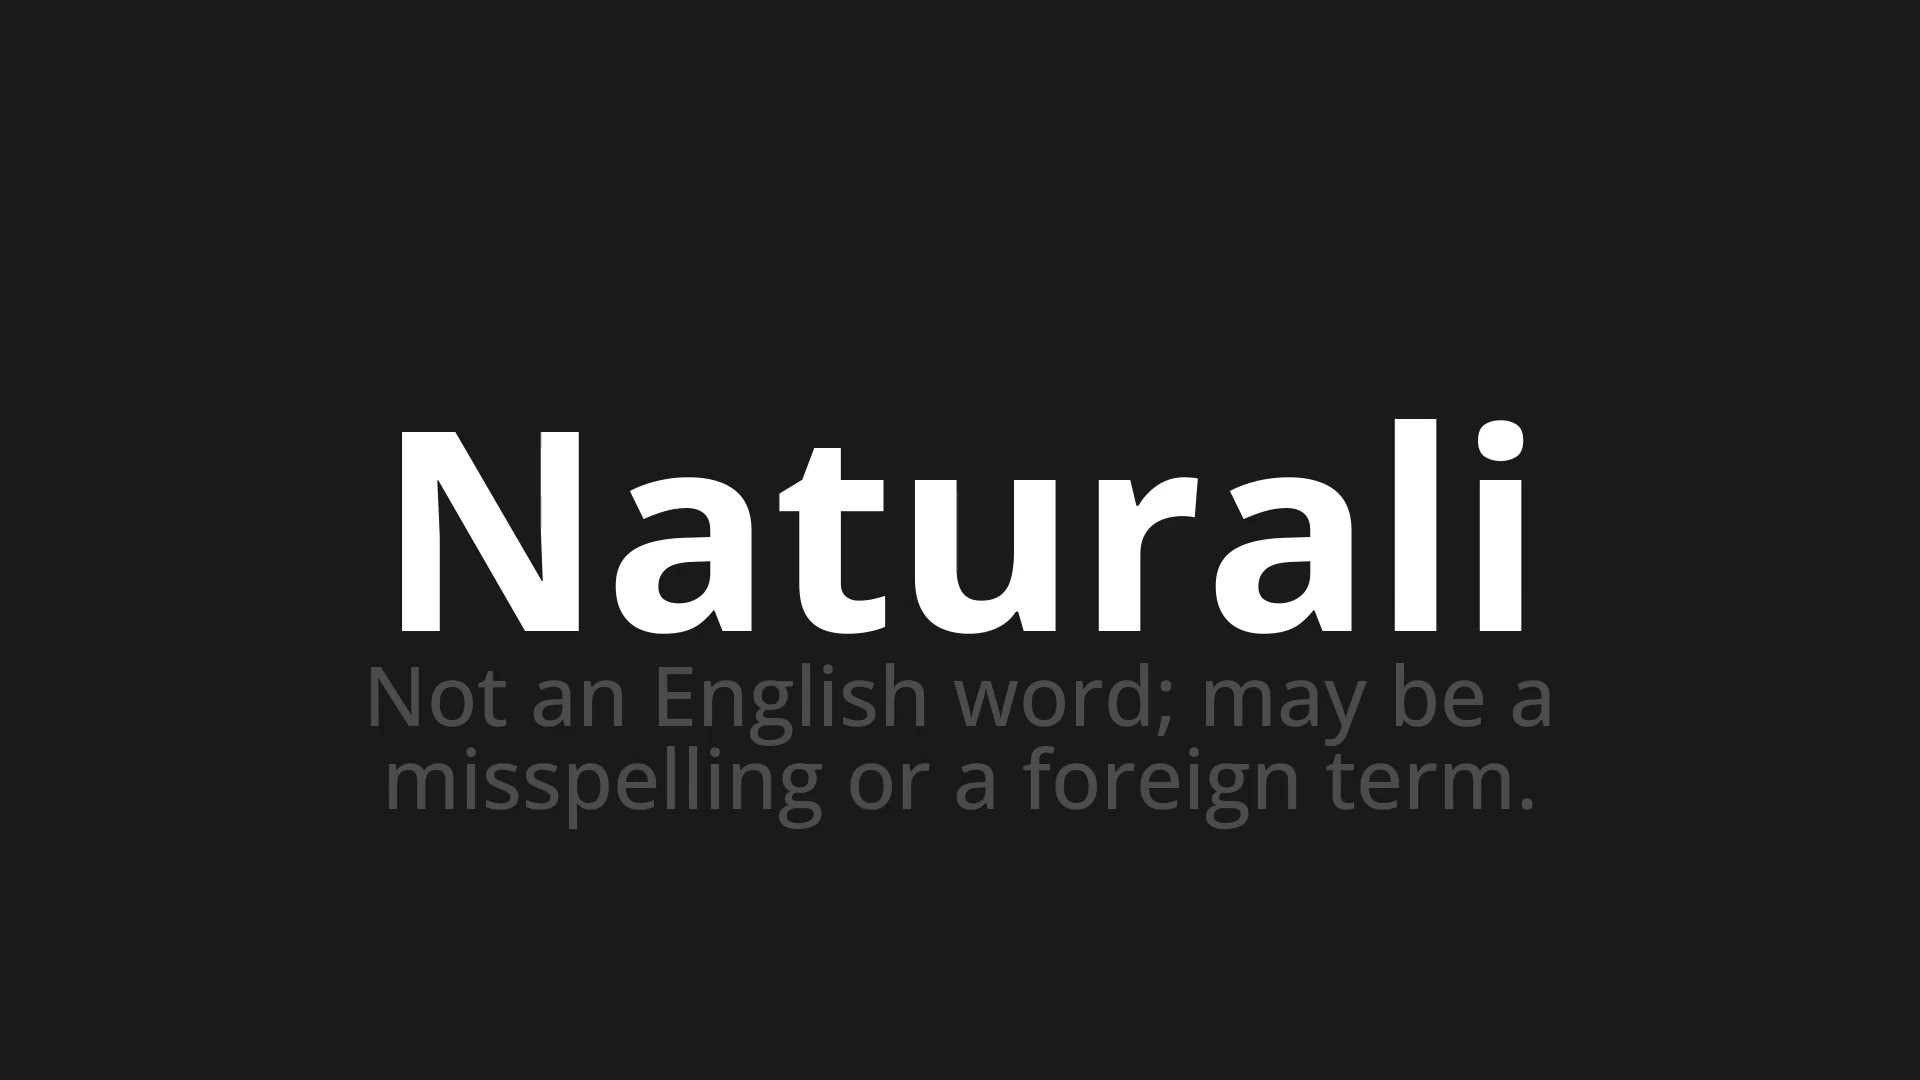 Naturali
Not an English word; may be a
misspelling or a foreign term.